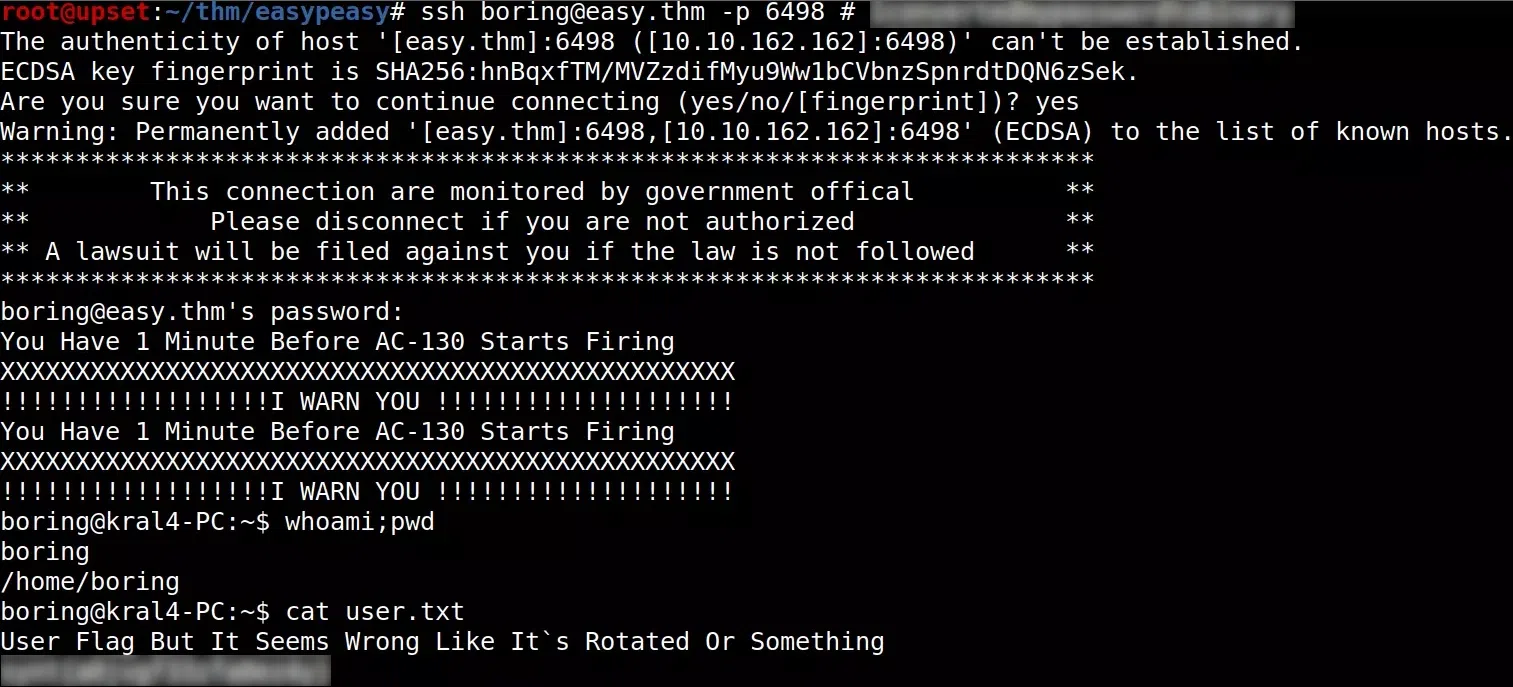 root@upset:~/thm/easypeasy# ssh boring@easy.thm -p 6498 #
The authenticity of host '[easy.thm]:6498 ([10.10.162.162]:6498)' can't be established.
ECDSA key fingerprint is SHA256:hnBqxfTM/MVZzdifMyu9Ww1bCVbnzSpnrdtDQN6zSek.
Are you sure you want to continue connecting (yes/no/[fingerprint])? yes
Warning: Permanently added '[easy.thm]:6498,[10.10.162.162]:6498' (ECDSA) to the list of known hosts.
*************************************************************************
**        This connection are monitored by government offical          **
**            Please disconnect if you are not authorized              **
** A lawsuit will be filed against you if the law is not followed      **
*************************************************************************
boring@easy.thm's password:
You Have 1 Minute Before AC-130 Starts Firing
XXXXXXXXXXXXXXXXXXXXXXXXXXXXXXXXXXXXXXXXXXXXXXXXX
!!!!!!!!!!!!!!!!!!I WARN YOU !!!!!!!!!!!!!!!!!!!!
You Have 1 Minute Before AC-130 Starts Firing
XXXXXXXXXXXXXXXXXXXXXXXXXXXXXXXXXXXXXXXXXXXXXXXXX
!!!!!!!!!!!!!!!!!!I WARN YOU !!!!!!!!!!!!!!!!!!!!
boring@kral4-PC:~$ whoami;pwd
boring
/home/boring
boring@kral4-PC:~$ cat user.txt
User Flag But It Seems Wrong Like It`s Rotated Or Something